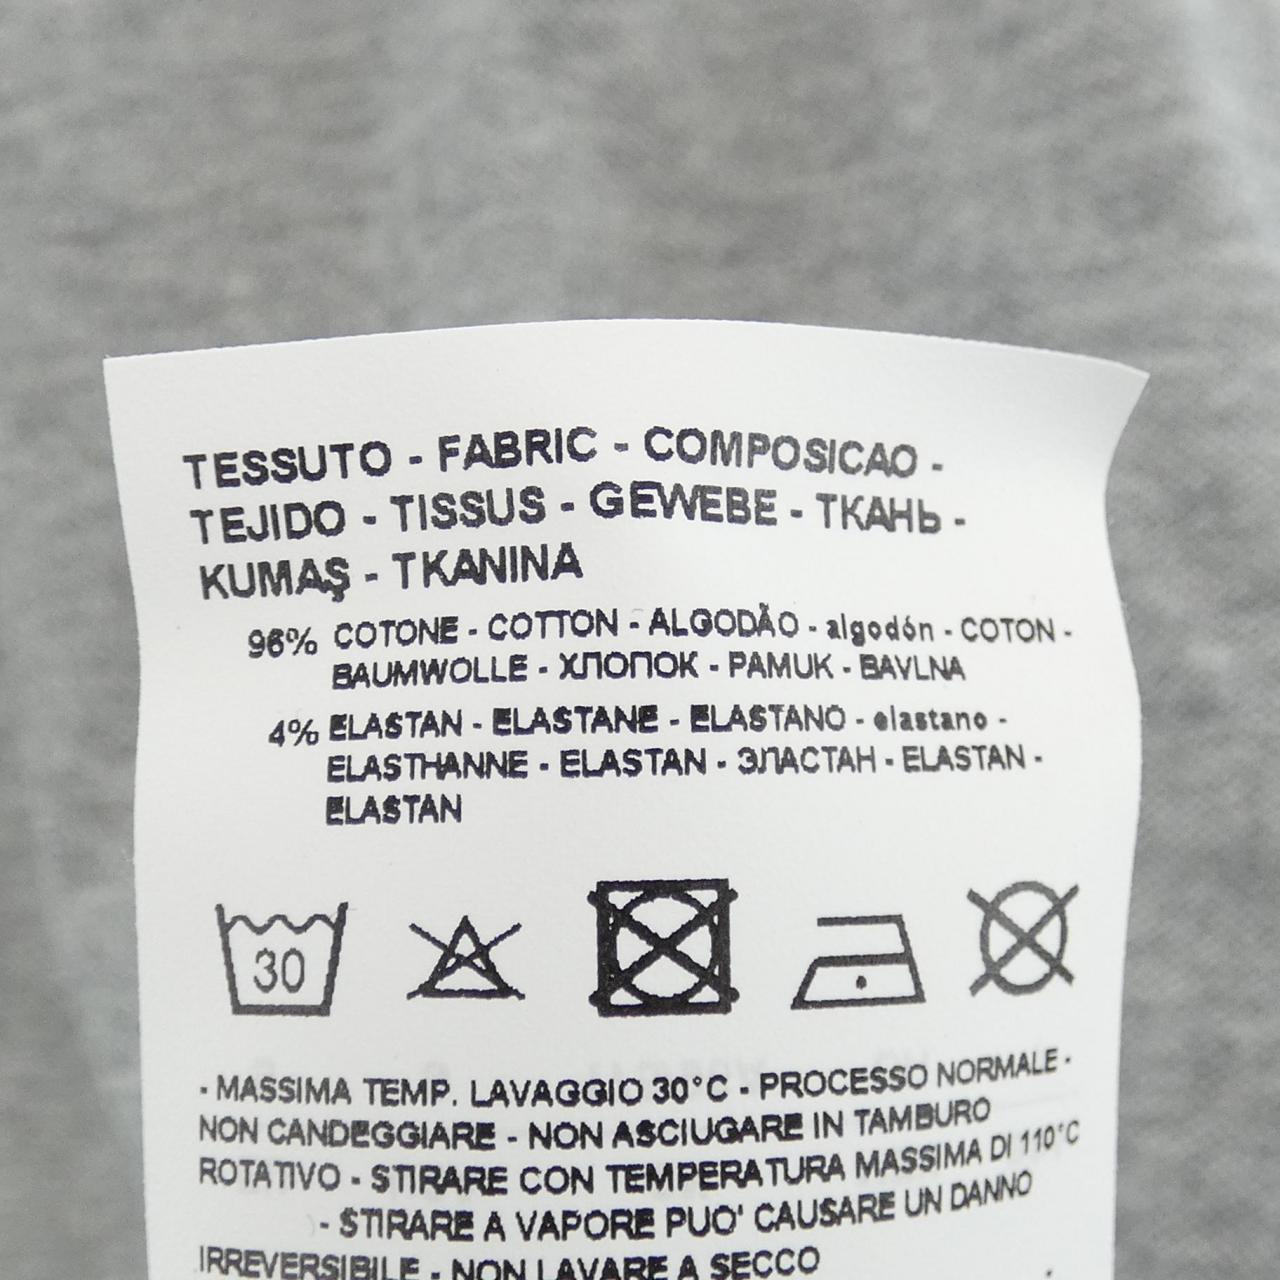 TESSUTO - FABRIC - COMPOSICAO -
TEJIDO - TISSUS - GEWEBE - ТКАНЬ -
KUMAŞ - TKANINA
96% COTONE - COTTON - ALGODÃO - algodón - COTON -
BAUMWOLLE - ХЛОПОК - PAMUK - BAVLNA
4% ELASTAN - ELASTANE - ELASTANO - elastano -
ELASTHANNE - ELASTAN - ЭЛАСТАН - ELASTAN -
ELASTAN
30
- MASSIMA TEMP. LAVAGGIO 30°C - PROCESSO NORMALE -
NON CANDEGGIARE - NON ASCIUGARE IN TAMBURO
ROTATIVO - STIRARE CON TEMPERATURA MASSIMA DI 110°C
- STIRARE A VAPORE PUO' CAUSARE UN DANNO
IRREVERSIBILE - NON LAVARE A SECCO